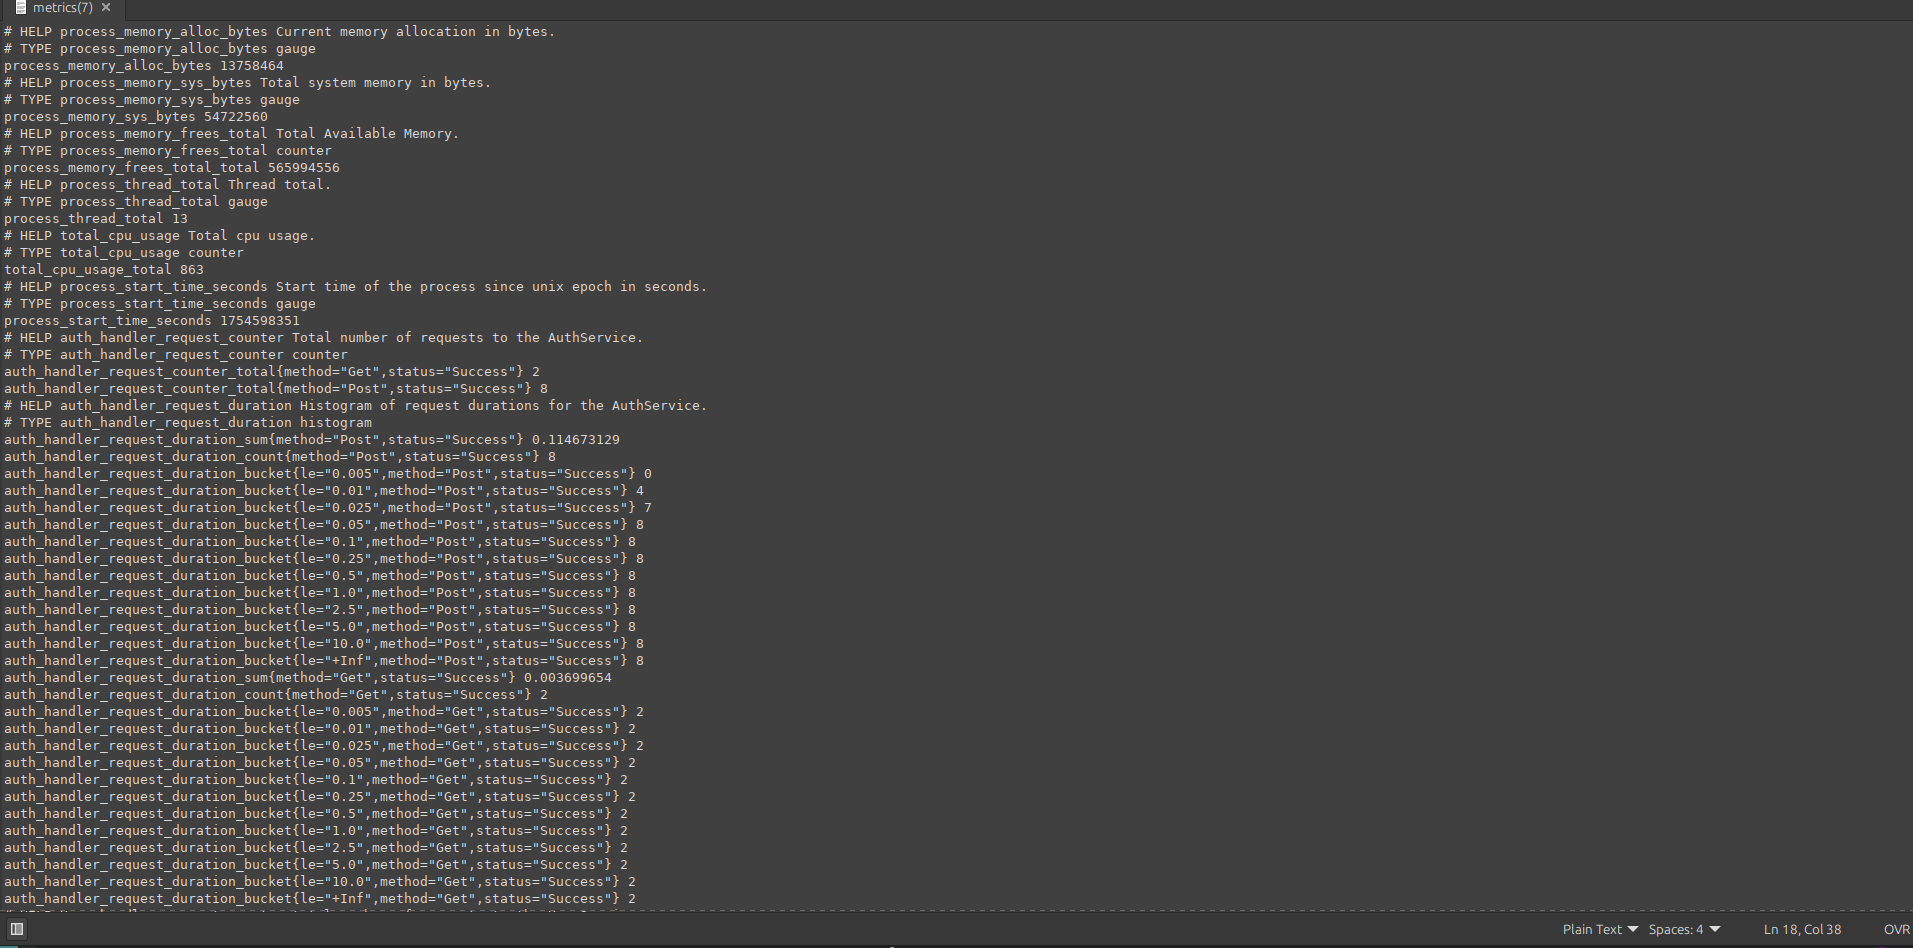 metrics(7) ×
# HELP process_memory_alloc_bytes Current memory allocation in bytes.
# TYPE process_memory_alloc_bytes gauge
process_memory_alloc_bytes 13758464
# HELP process_memory_sys_bytes Total system memory in bytes.
# TYPE process_memory_sys_bytes gauge
process_memory_sys_bytes 54722560
# HELP process_memory_frees_total Total Available Memory.
# TYPE process_memory_frees_total counter
process_memory_frees_total_total 565994556
# HELP process_thread_total Thread total.
# TYPE process_thread_total gauge
process_thread_total 13
# HELP total_cpu_usage Total cpu usage.
# TYPE total_cpu_usage counter
total_cpu_usage_total 863
# HELP process_start_time_seconds Start time of the process since unix epoch in seconds.
# TYPE process_start_time_seconds gauge
process_start_time_seconds 1754598351
# HELP auth_handler_request_counter Total number of requests to the AuthService.
# TYPE auth_handler_request_counter counter
auth_handler_request_counter_total{method="Get",status="Success"} 2
auth_handler_request_counter_total{method="Post",status="Success"} 8
# HELP auth_handler_request_duration Histogram of request durations for the AuthService.
# TYPE auth_handler_request_duration histogram
auth_handler_request_duration_sum{method="Post",status="Success"} 0.114673129
auth_handler_request_duration_count{method="Post",status="Success"} 8
auth_handler_request_duration_bucket{le="0.005",method="Post",status="Success"} 0
auth_handler_request_duration_bucket{le="0.01",method="Post",status="Success"} 4
auth_handler_request_duration_bucket{le="0.025",method="Post",status="Success"} 7
auth_handler_request_duration_bucket{le="0.05",method="Post",status="Success"} 8
auth_handler_request_duration_bucket{le="0.1",method="Post",status="Success"} 8
auth_handler_request_duration_bucket{le="0.25",method="Post",status="Success"} 8
auth_handler_request_duration_bucket{le="0.5",method="Post",status="Success"} 8
auth_handler_request_duration_bucket{le="1.0",method="Post",status="Success"} 8
auth_handler_request_duration_bucket{le="2.5",method="Post",status="Success"} 8
auth_handler_request_duration_bucket{le="5.0",method="Post",status="Success"} 8
auth_handler_request_duration_bucket{le="10.0",method="Post",status="Success"} 8
auth_handler_request_duration_bucket{le="+Inf",method="Post",status="Success"} 8
auth_handler_request_duration_sum{method="Get",status="Success"} 0.003699654
auth_handler_request_duration_count{method="Get",status="Success"} 2
auth_handler_request_duration_bucket{le="0.005",method="Get",status="Success"} 2
auth_handler_request_duration_bucket{le="0.01",method="Get",status="Success"} 2
auth_handler_request_duration_bucket{le="0.025",method="Get",status="Success"} 2
auth_handler_request_duration_bucket{le="0.05",method="Get",status="Success"} 2
auth_handler_request_duration_bucket{le="0.1",method="Get",status="Success"} 2
auth_handler_request_duration_bucket{le="0.25",method="Get",status="Success"} 2
auth_handler_request_duration_bucket{le="0.5",method="Get",status="Success"} 2
auth_handler_request_duration_bucket{le="1.0",method="Get",status="Success"} 2
auth_handler_request_duration_bucket{le="2.5",method="Get",status="Success"} 2
auth_handler_request_duration_bucket{le="5.0",method="Get",status="Success"} 2
auth_handler_request_duration_bucket{le="10.0",method="Get",status="Success"} 2
auth_handler_request_duration_bucket{le="+Inf",method="Get",status="Success"} 2
Plain Text Spaces: 4 Ln 18, Col 38 OVR